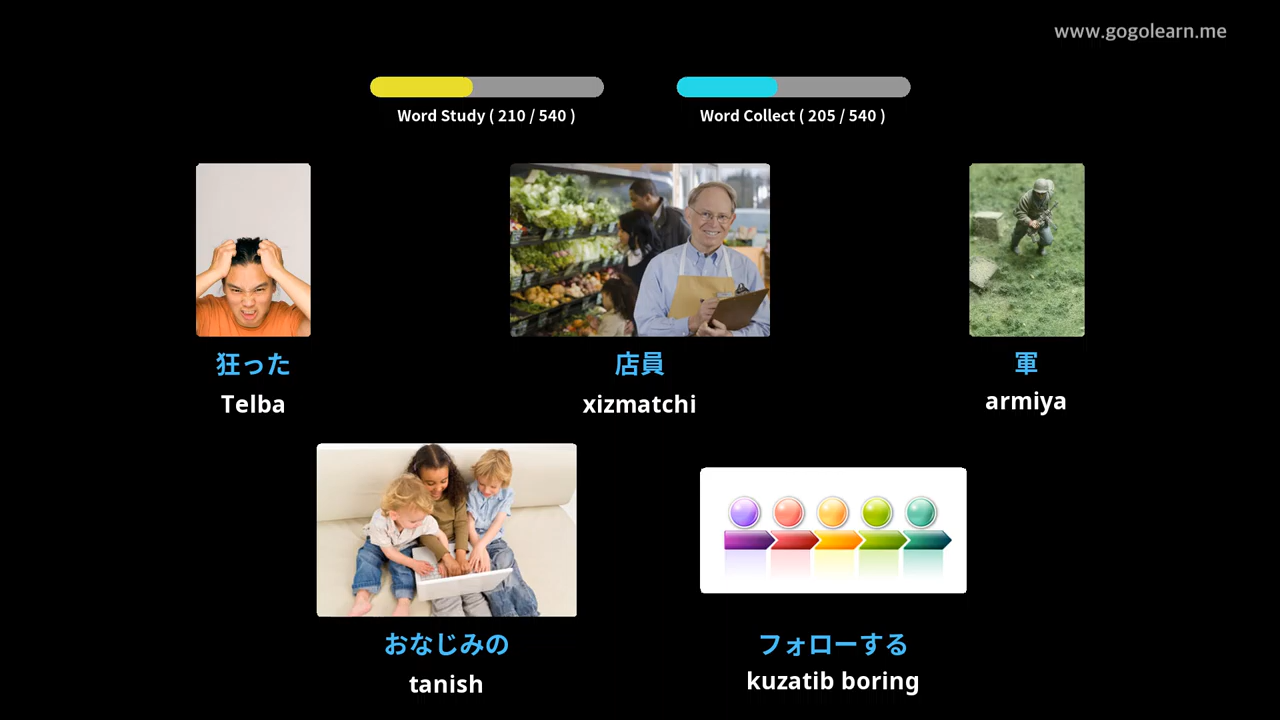 www.gogolearn.me
Word Study ( 210 / 540 )
Word Collect ( 205 / 540 )
狂った
Telba
店員
xizmatchi
軍
armiya
おなじみの
tanish
フォローする
kuzatib boring